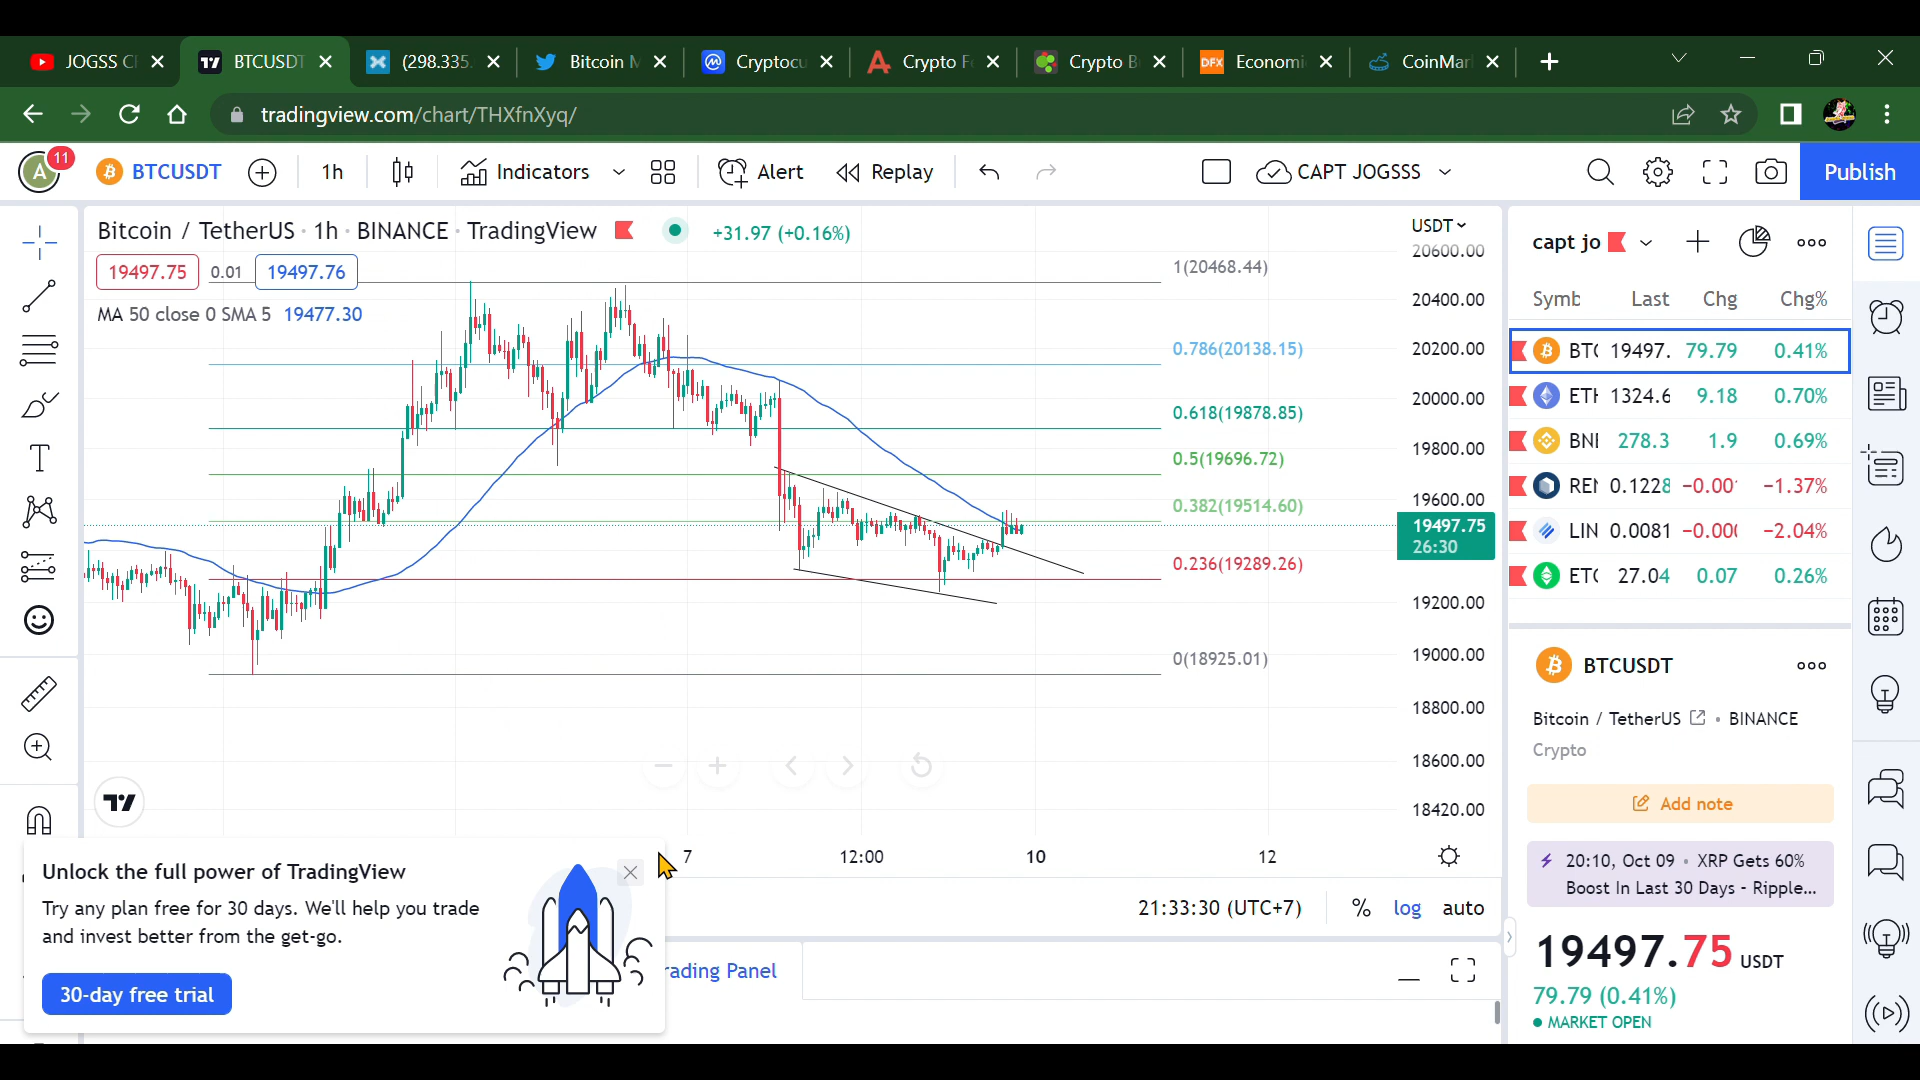 JOGSS C
BTCUSDT
(298.335.
Bitcoin M
Cryptocu
Crypto F
Crypto B
DFX
Economi
CoinMar
tradingview.com/chart/THXfnXyq/
A
11
BTCUSDT
1h
Indicators
Alert
Replay
CAPT JOGSSS
Publish
Bitcoin / TetherUS · 1h · BINANCE · TradingView
+31.97 (+0.16%)
19497.75
0.01
19497.76
MA 50 close 0 SMA 5 19477.30
1(20468.44)
0.786(20138.15)
0.618(19878.85)
0.5(19696.72)
0.382(19514.60)
0.236(19289.26)
0(18925.01)
USDT
20600.00
20400.00
20200.00
20000.00
19800.00
19600.00
19497.75
26:30
19200.00
19000.00
18800.00
18600.00
18420.00
7
12:00
10
12
21:33:30 (UTC+7)
%
log
auto
rading Panel
Unlock the full power of TradingView
Try any plan free for 30 days. We'll help you trade
and invest better from the get-go.
30-day free trial
capt jo
Symb Last Chg Chg%
BTC 19497. 79.79 0.41%
ETH 1324.6 9.18 0.70%
BNB 278.3 1.9 0.69%
REN 0.1228 −0.00 −1.37%
LIN 0.0081 −0.00 −2.04%
ETC 27.04 0.07 0.26%
BTCUSDT
Bitcoin / TetherUS • BINANCE
Crypto
Add note
20:10, Oct 09 • XRP Gets 60%
Boost In Last 30 Days - Ripple...
19497.75 USDT
79.79 (0.41%)
MARKET OPEN